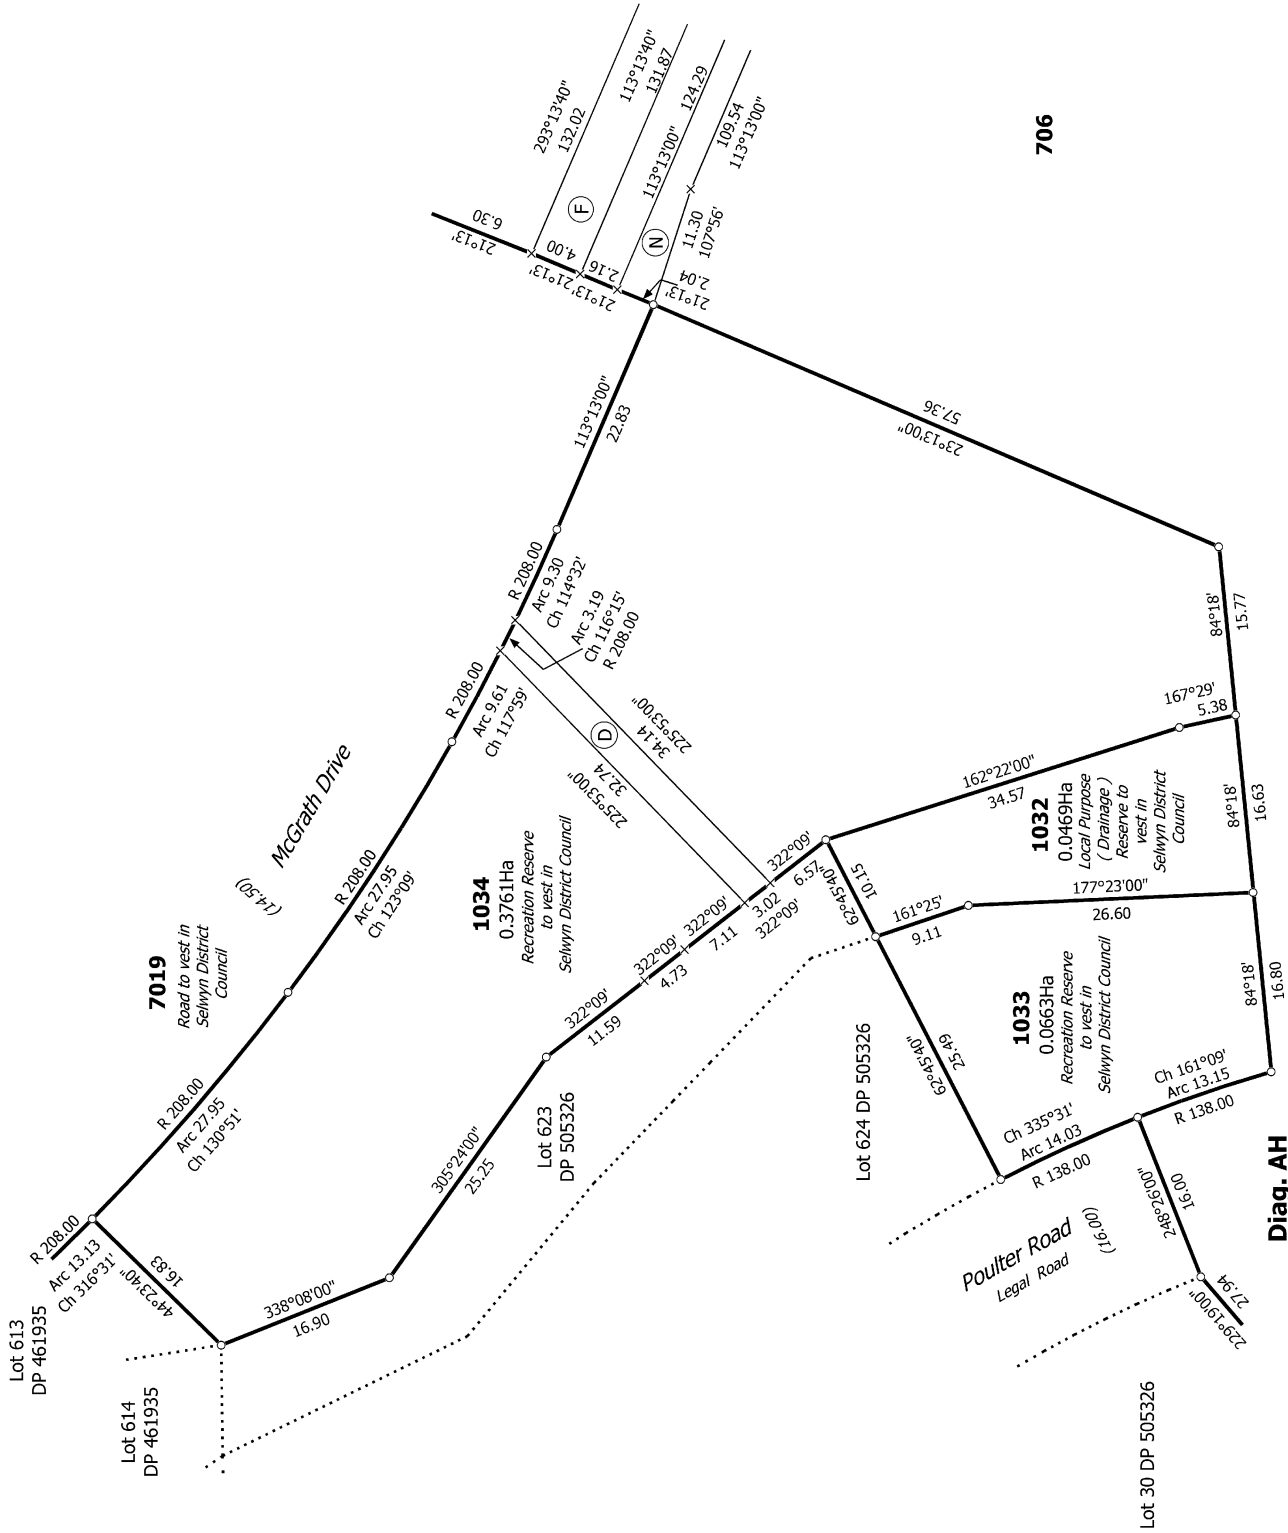 Lot 613
DP 461935
Lot 614
DP 461935
R 208.00
Arc 13.13
Ch 316°31'
44°23'40"
16.83
338°08'00"
16.90
305°24'00"
25.25
R 208.00
Arc 27.95
Ch 130°51'
7019
Road to vest in
Selwyn District
Council
(14.50)
McGrath Drive
R 208.00
Arc 27.95
Ch 123°09'
R 208.00
Arc 9.61
Ch 117°59'
R 208.00
Arc 9.30
Ch 114°32'
Arc 3.19
Ch 116°15'
R 208.00
113°13'00"
22.83
21°13'
6.30
21°13'
4.00
21°13'
2.16
21°13'
2.04
293°13'40"
132.02
113°13'40"
131.87
113°13'00"
124.29
109.54
113°13'00"
11.30
107°56'
F
N
706
1034
0.3761Ha
Recreation Reserve
to vest in
Selwyn District Council
225°53'00"
32.74
D
34.14
225°53'00"
322°09'
11.59
322°09'
4.73
322°09'
7.11
3.02
322°09'
322°09'
6.57
Lot 623
DP 505326
Lot 624 DP 505326
62°45'40"
10.15
62°45'40"
25.49
161°25'
9.11
177°23'00"
26.60
162°22'00"
34.57
167°29'
5.38
57.36
23°13'00"
84°18'
15.77
84°18'
16.63
84°18'
16.80
1032
0.0469Ha
Local Purpose
( Drainage )
Reserve to
vest in
Selwyn District
Council
1033
0.0663Ha
Recreation Reserve
to vest in
Selwyn District Council
Ch 335°31'
Arc 14.03
R 138.00
Ch 161°09'
Arc 13.15
R 138.00
Poulter Road
Legal Road
(16.00)
248°26'00"
16.00
229°19'00"
27.94
Lot 30 DP 505326
Diag. AH